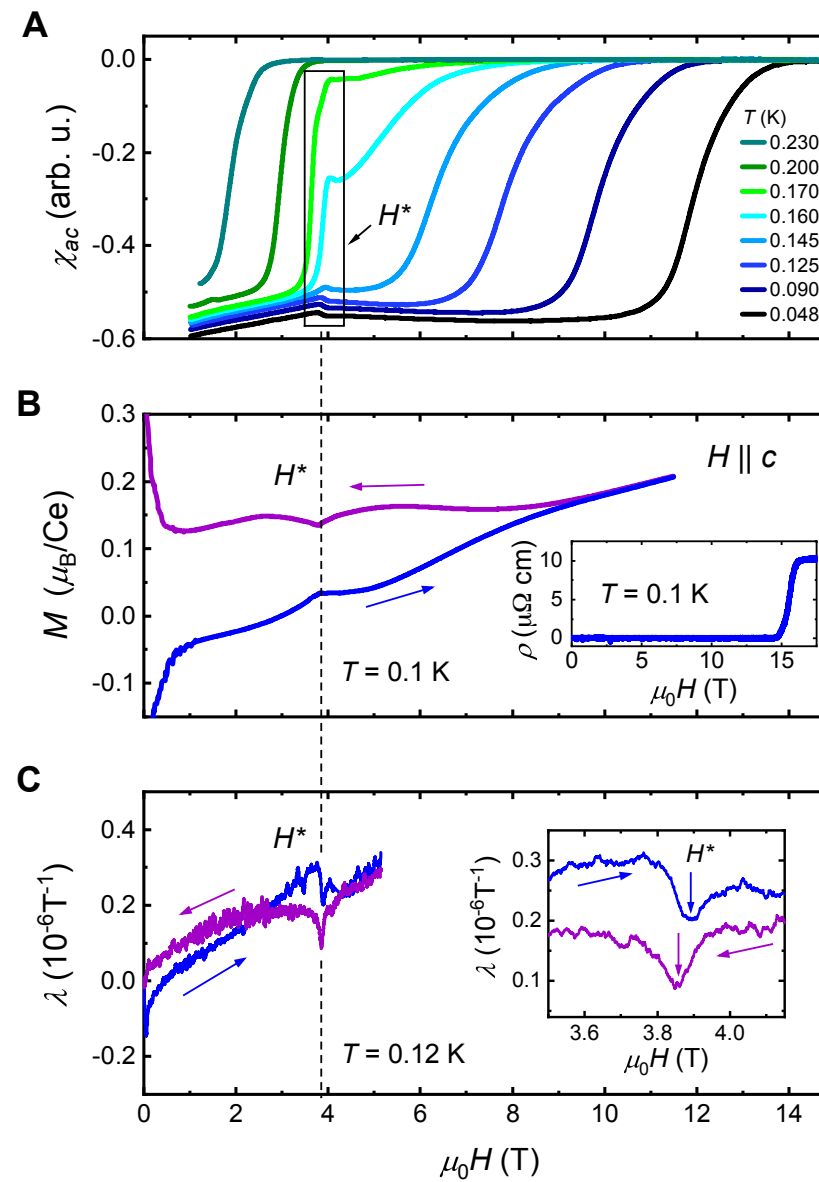 A
0.0
-0.2
-0.4
-0.6
χac (arb. u.)
H*
T (K)
0.230
0.200
0.170
0.160
0.145
0.125
0.090
0.048
B
0.3
0.2
0.1
0.0
-0.1
M (μB/Ce)
H*
H || c
T = 0.1 K
10
5
0
ρ (μΩ cm)
T = 0.1 K
0 5 10 15
μ0H (T)
C
0.4
0.2
0.0
-0.2
λ (10-6T-1)
H*
T = 0.12 K
0.3
0.2
0.1
λ (10-6T-1)
H*
3.6 3.8 4.0
μ0H (T)
0 2 4 6 8 10 12 14
μ0H (T)